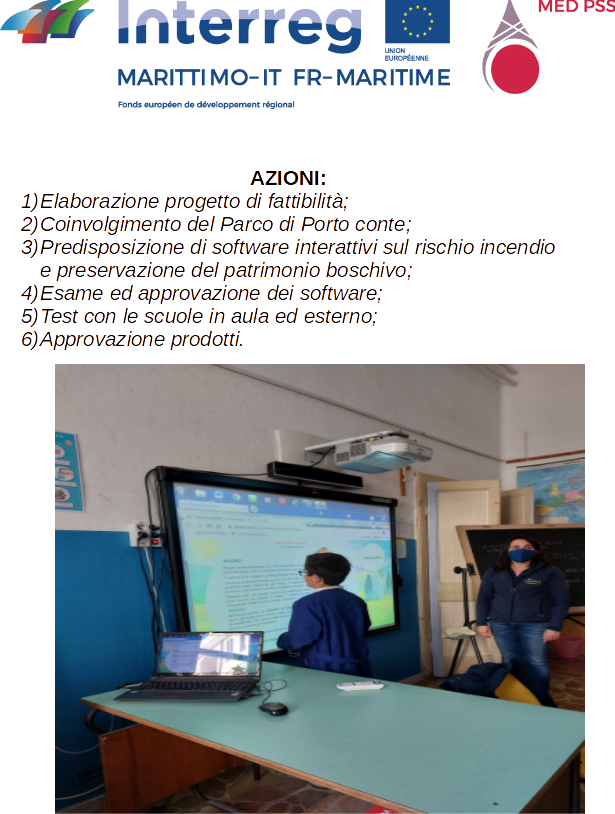 Interreg
MED PSS
UNION
EUROPÉENNE
MARITTIMO-IT FR-MARITIME
Fonds européen de développement régional
AZIONI:
1)Elaborazione progetto di fattibilità;
2)Coinvolgimento del Parco di Porto conte;
3)Predisposizione di software interattivi sul rischio incendio
e preservazione del patrimonio boschivo;
4)Esame ed approvazione dei software;
5)Test con le scuole in aula ed esterno;
6)Approvazione prodotti.